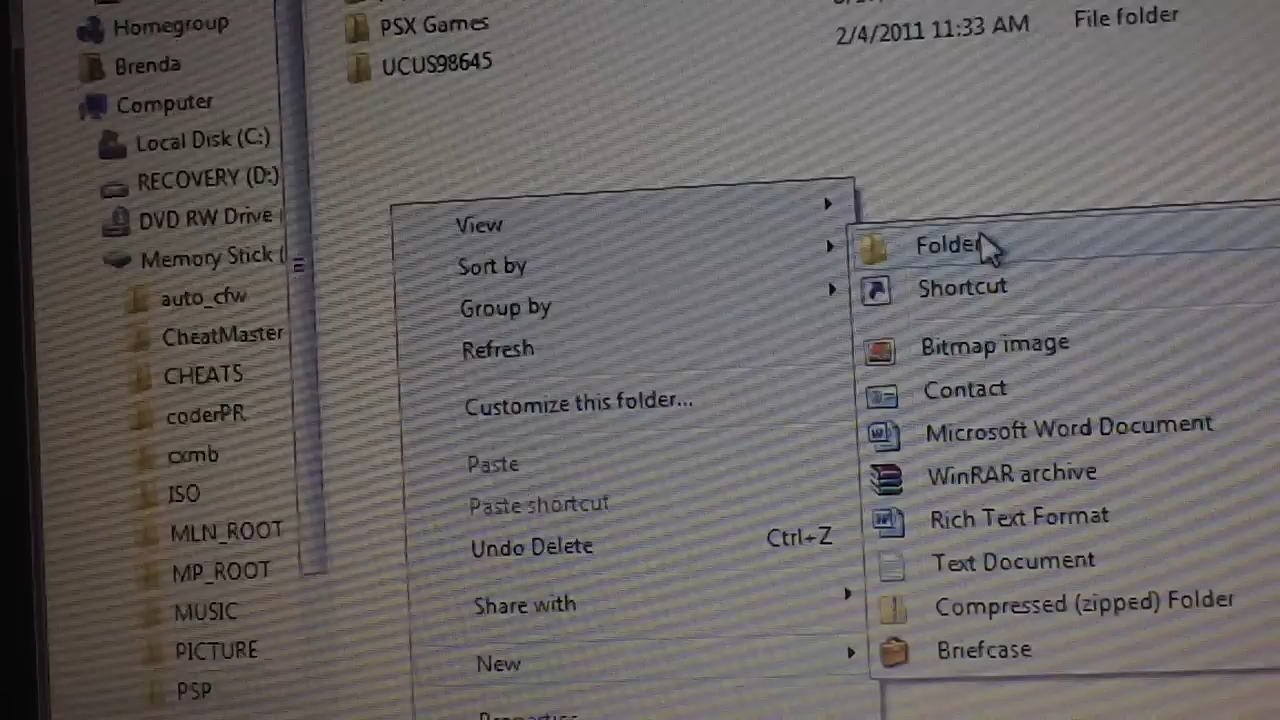 Homegroup
Brenda
Computer
Local Disk (C:)
RECOVERY (D:)
DVD RW Drive
Memory Stick (
auto_cfw
CheatMaster
CHEATS
coderPR
cxmb
ISO
MLN_ROOT
MP_ROOT
MUSIC
PICTURE
PSP
PSX Games
UCUS98645
2/4/2011 11:33 AM File folder
View
Sort by
Group by
Refresh
Customize this folder...
Paste
Paste shortcut
Undo Delete Ctrl+Z
Share with
New
Folder
Shortcut
Bitmap image
Contact
Microsoft Word Document
WinRAR archive
Rich Text Format
Text Document
Compressed (zipped) Folder
Briefcase